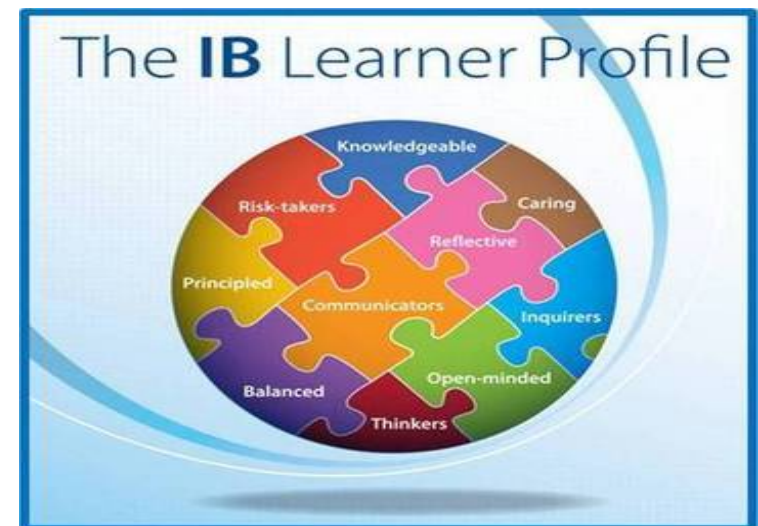 The IB Learner Profile
Knowledgeable
Risk-takers
Caring
Reflective
Principled
Communicators
Inquirers
Open-minded
Balanced
Thinkers